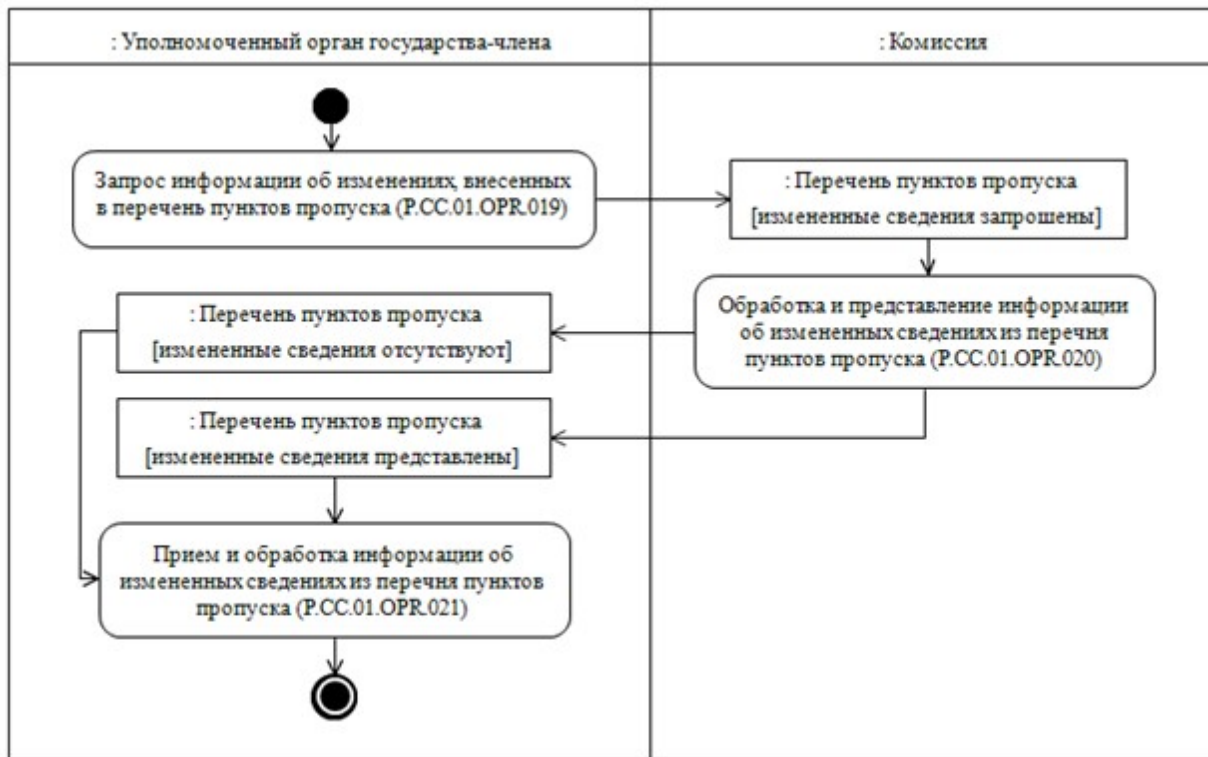 : Уполномоченный орган государства-члена
: Комиссия
Запрос информации об изменениях, внесенных
в перечень пунктов пропуска (P.CC.01.OPR.019)
: Перечень пунктов пропуска
[измененные сведения запрошены]
Обработка и представление информации
об измененных сведениях из перечня
пунктов пропуска (P.CC.01.OPR.020)
: Перечень пунктов пропуска
[измененные сведения отсутствуют]
: Перечень пунктов пропуска
[измененные сведения представлены]
Прием и обработка информации об
измененных сведениях из перечня пунктов
пропуска (P.CC.01.OPR.021)